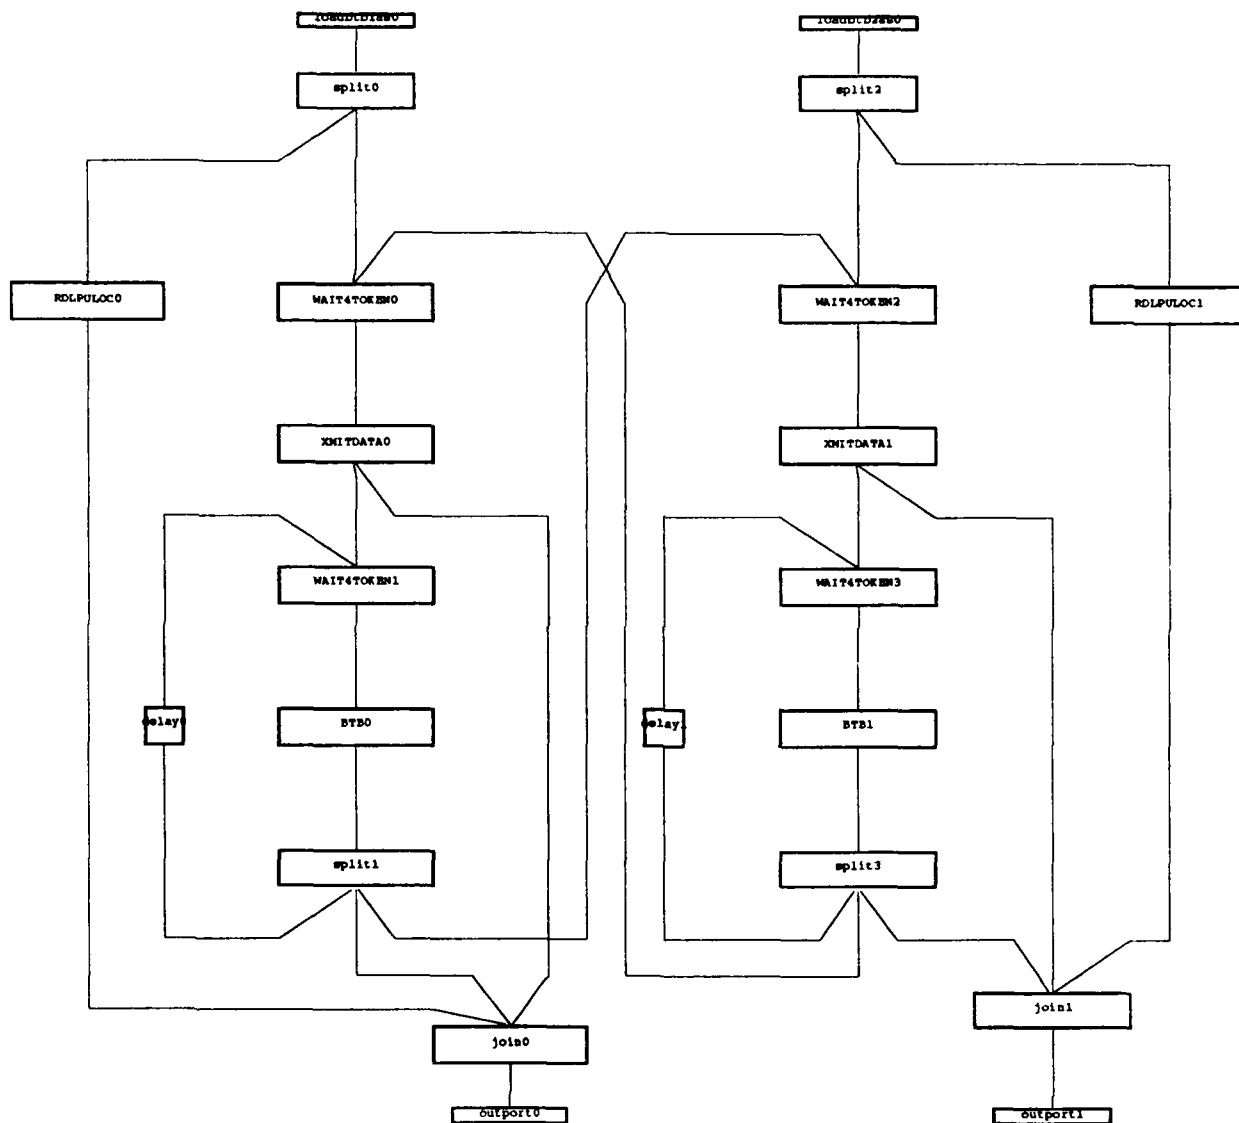 split0
split2
RDLPULOC0
WAIT4TOKEN0
WAIT4TOKEN2
RDLPULOC1
XMITDATA0
XMITDATA1
WAIT4TOKEN1
WAIT4TOKEN3
BTB0
BTB1
split1
split3
join1
join0
outport0
outport1